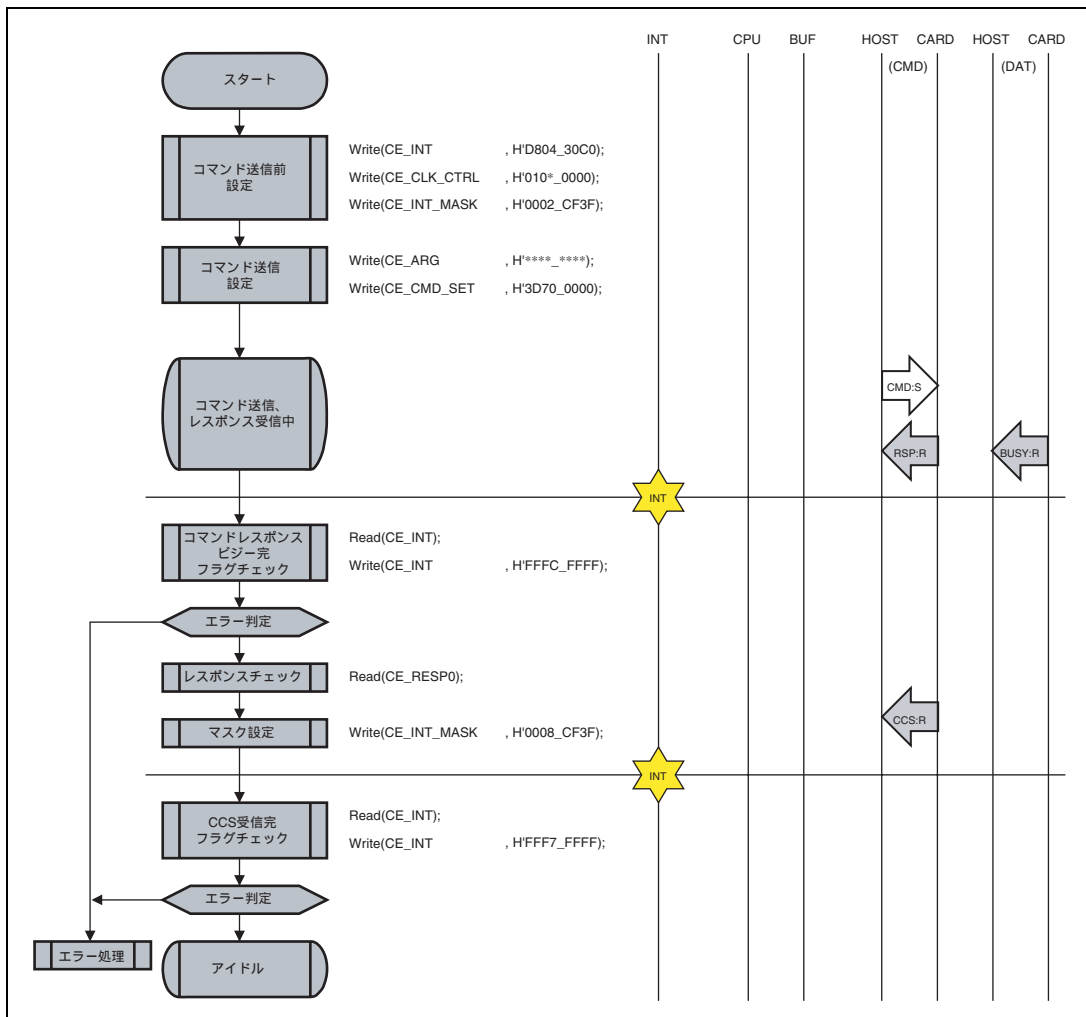 INT CPU BUF HOST CARD HOST CARD
(CMD) (DAT)
スタート
コマンド送信前
設定
Write(CE_INT , H'D804_30C0);
Write(CE_CLK_CTRL , H'010*_0000);
Write(CE_INT_MASK , H'0002_CF3F);
コマンド送信
設定
Write(CE_ARG , H'****_****);
Write(CE_CMD_SET , H'3D70_0000);
コマンド送信、
レスポンス受信中
CMD:S
RSP:R
BUSY:R
INT
コマンドレスポンス
ビジー完
フラグチェック
Read(CE_INT);
Write(CE_INT , H'FFFC_FFFF);
エラー判定
レスポンスチェック
Read(CE_RESP0);
マスク設定
Write(CE_INT_MASK , H'0008_CF3F);
CCS:R
INT
CCS受信完
フラグチェック
Read(CE_INT);
Write(CE_INT , H'FFF7_FFFF);
エラー判定
エラー処理
アイドル